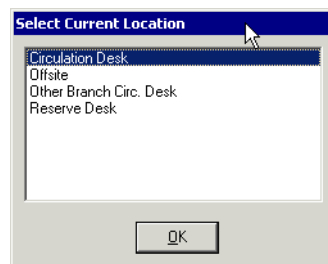 Select Current Location
Circulation Desk
Offsite
Other Branch Circ. Desk
Reserve Desk
OK